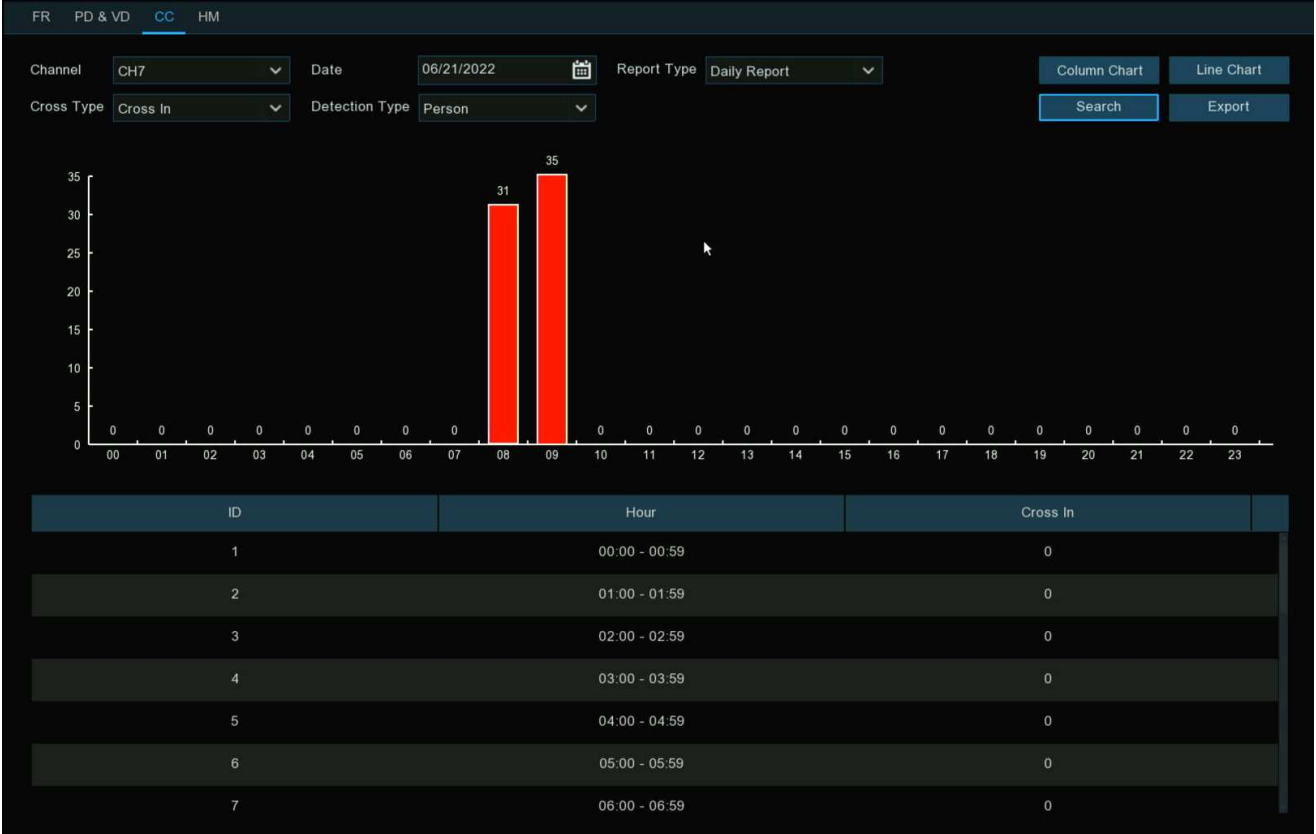 FR PD & VD CC HM
Channel CH7 Date 06/21/2022 Report Type Daily Report Column Chart Line Chart
Cross Type Cross In Detection Type Person Search Export
35
31
35
30
25
20
15
10
5
0
0 0 0 0 0 0 0 0 0 0 0 0 0 0 0 0 0 0 0 0 0 0
00 01 02 03 04 05 06 07 08 09 10 11 12 13 14 15 16 17 18 19 20 21 22 23
ID Hour Cross In
1 00:00 - 00:59 0
2 01:00 - 01:59 0
3 02:00 - 02:59 0
4 03:00 - 03:59 0
5 04:00 - 04:59 0
6 05:00 - 05:59 0
7 06:00 - 06:59 0